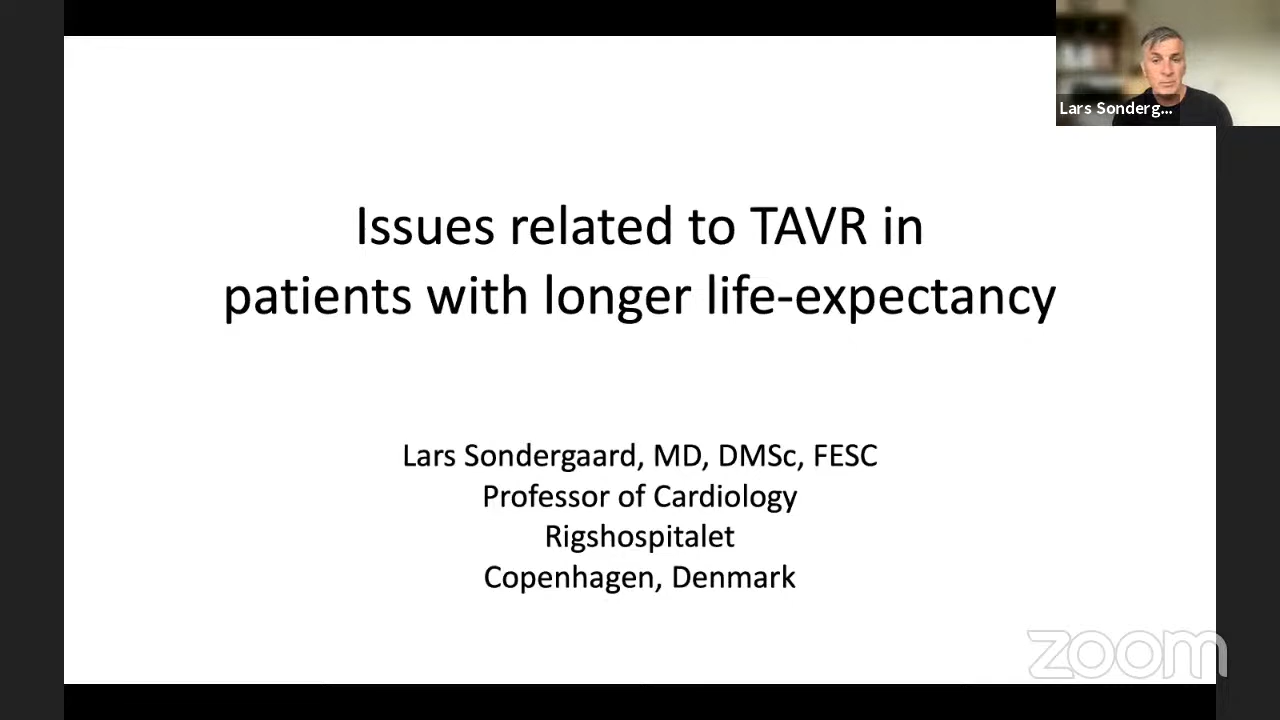 Lars Sonderg...
Issues related to TAVR in
patients with longer life-expectancy
Lars Sondergaard, MD, DMSc, FESC
Professor of Cardiology
Rigshospitalet
Copenhagen, Denmark
zoom